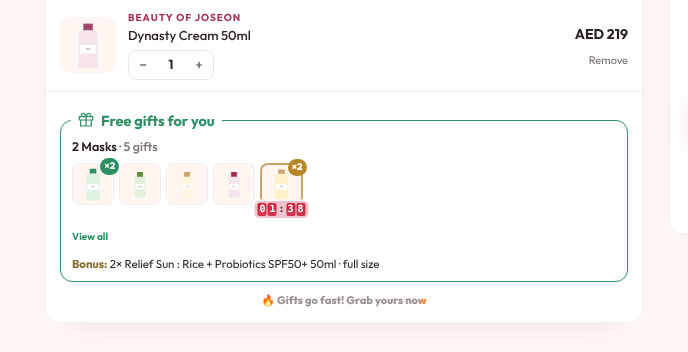 BEAUTY OF JOSEON
Dynasty Cream 50ml
AED 219
− 1 +
Remove
Free gifts for you
2 Masks · 5 gifts
×2
×2
01:38
View all
Bonus: 2× Relief Sun : Rice + Probiotics SPF50+ 50ml · full size
🔥 Gifts go fast! Grab yours now